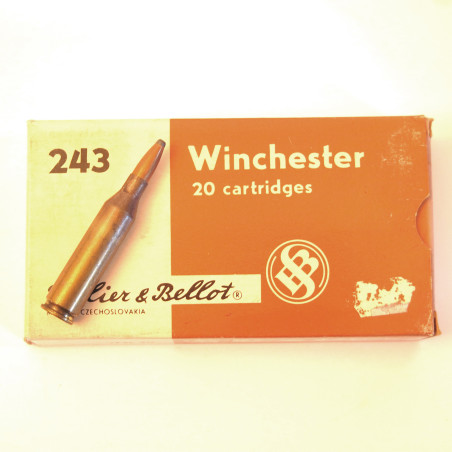 243
Winchester
20 cartridges
lier & Bellot ®
CZECHOSLOVAKIA